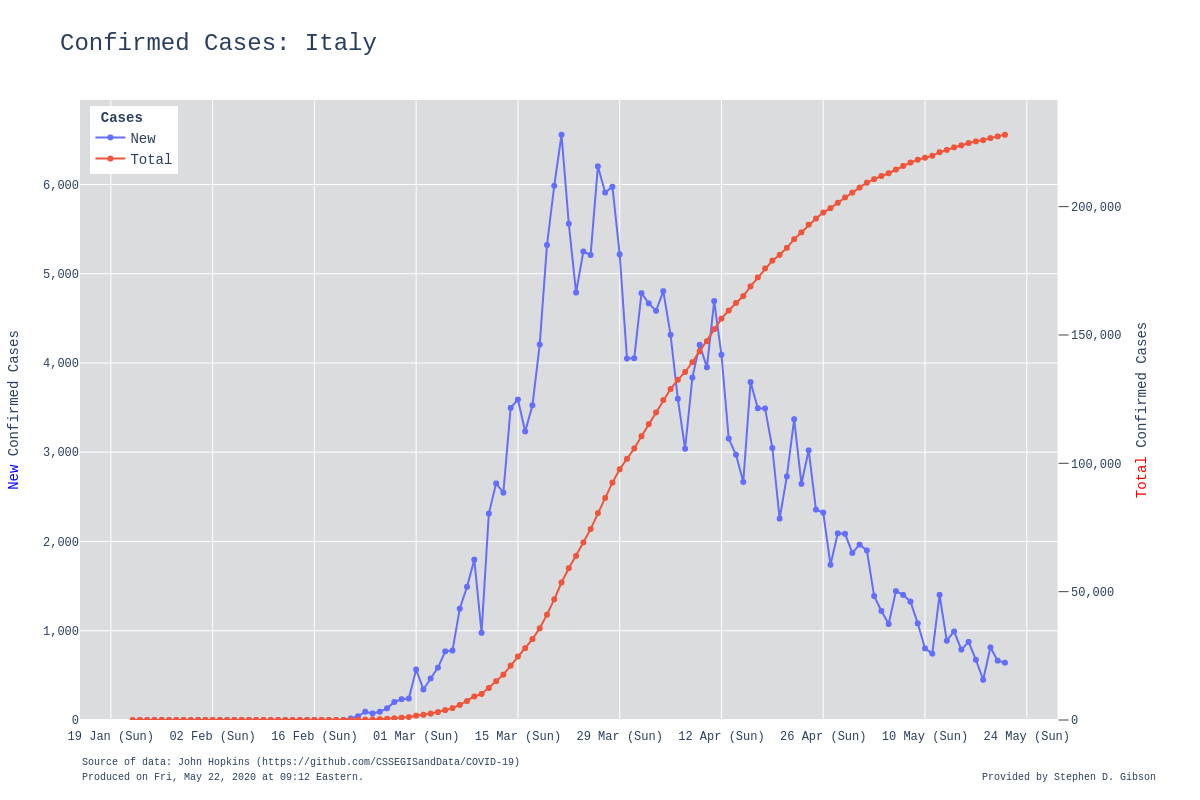 Confirmed Cases: Italy
Cases
New
Total
6,000
5,000
4,000
3,000
2,000
1,000
0
New Confirmed Cases
200,000
150,000
100,000
50,000
0
Total Confirmed Cases
19 Jan (Sun) 02 Feb (Sun) 16 Feb (Sun) 01 Mar (Sun) 15 Mar (Sun) 29 Mar (Sun) 12 Apr (Sun) 26 Apr (Sun) 10 May (Sun) 24 May (Sun)
Source of data: John Hopkins (https://github.com/CSSEGISandData/COVID-19)
Produced on Fri, May 22, 2020 at 09:12 Eastern.
Provided by Stephen D. Gibson